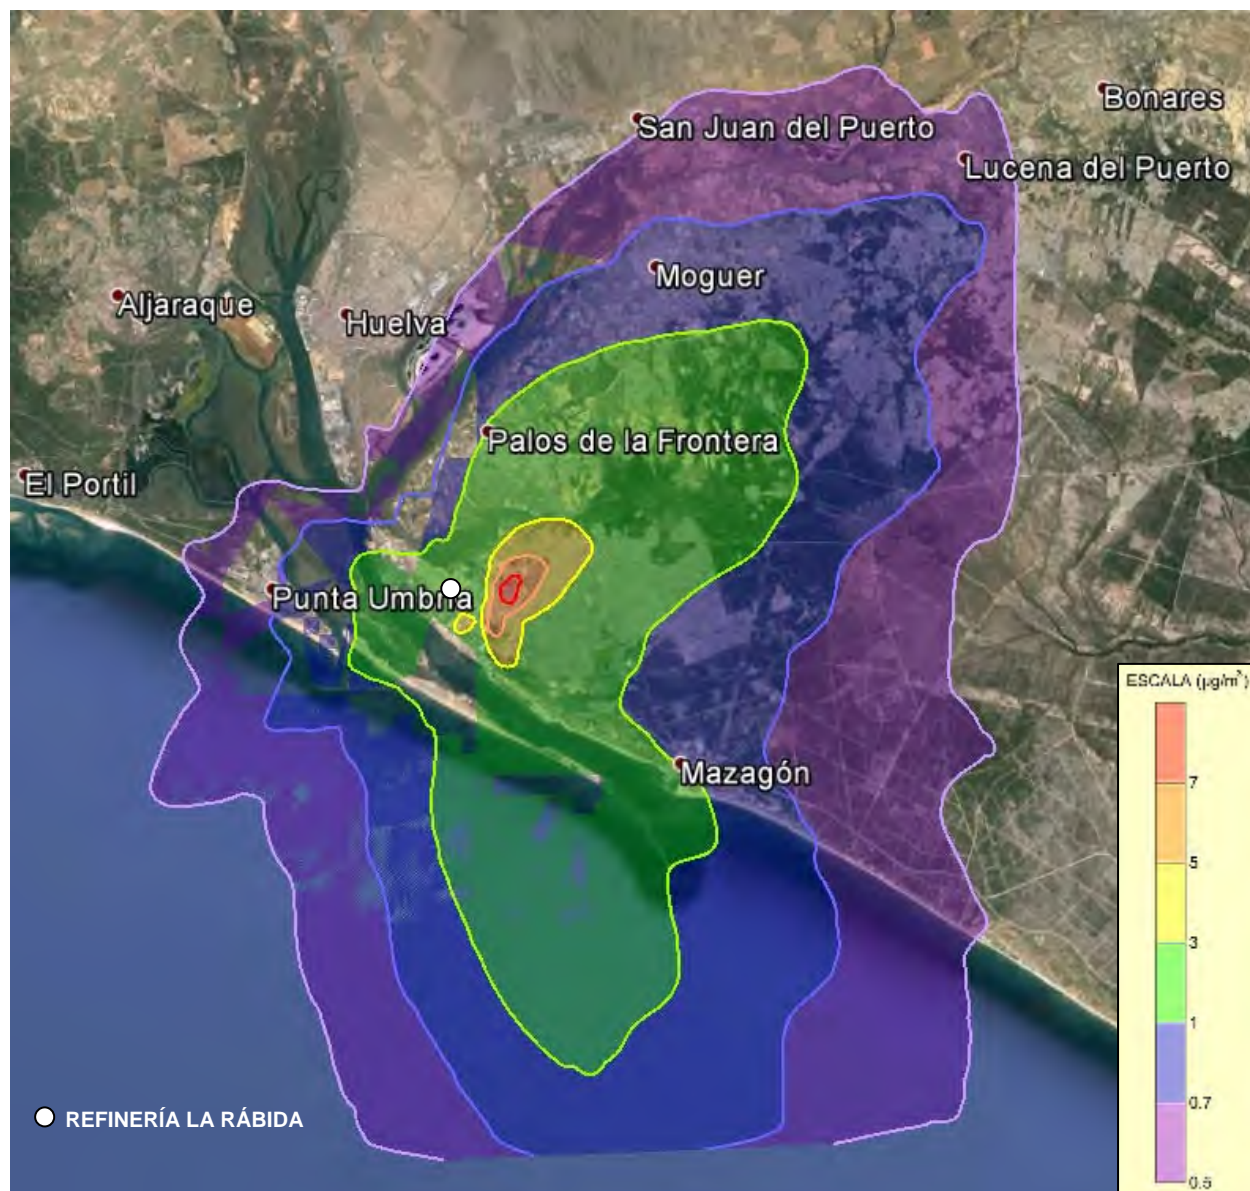 Bonares
San Juan del Puerto
Lucena del Puerto
Moguer
Aljaraque
Huelva
Palos de la Frontera
El Portil
Punta Umbría
Mazagón
ESCALA (µg/m³)
7
5
3
1
0.7
0.5
REFINERÍA LA RÁBIDA